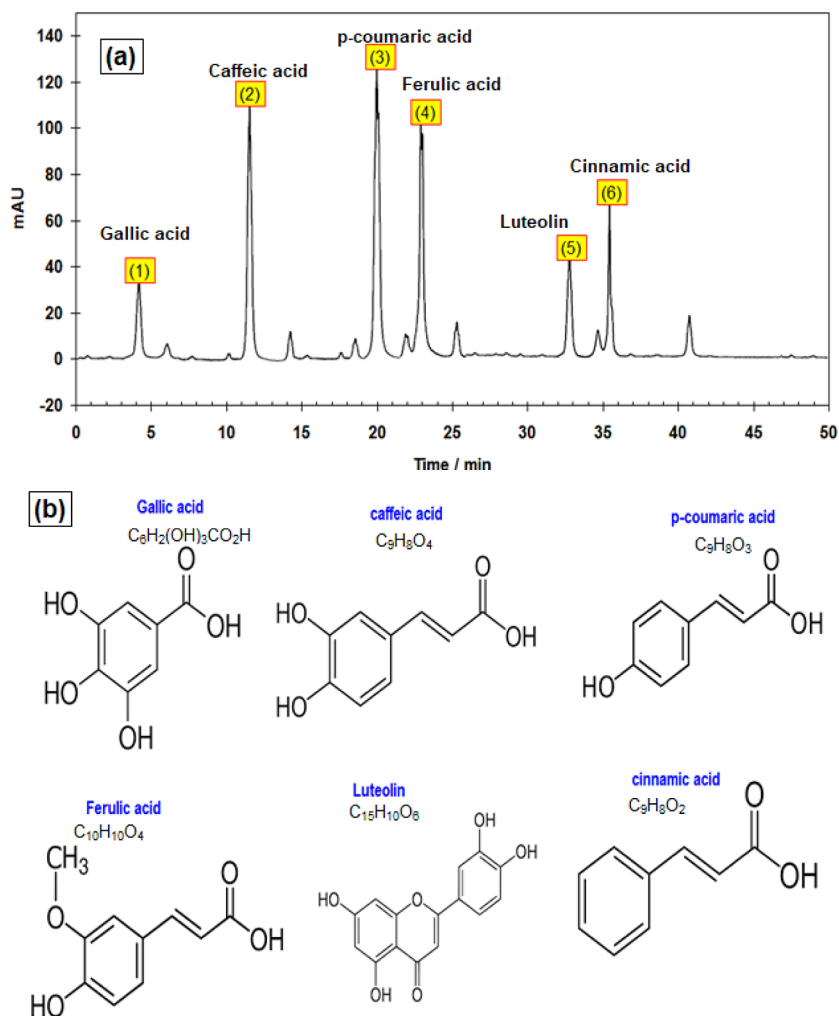 (a)
140
120
100
80
60
40
20
0
-20
mAU
Gallic acid
(1)
Caffeic acid
(2)
p-coumaric acid
(3)
Ferulic acid
(4)
Luteolin
(5)
Cinnamic acid
(6)
0 5 10 15 20 25 30 35 40 45 50
Time / min
(b)
Gallic acid
C₆H₂(OH)₃CO₂H
O
HO
OH
HO
OH
caffeic acid
C₉H₈O₄
O
HO
OH
HO
p-coumaric acid
C₉H₈O₃
O
OH
HO
Ferulic acid
C₁₀H₁₀O₄
CH₃
O
O
OH
HO
Luteolin
C₁₅H₁₀O₆
OH
OH
HO
O
OH
O
cinnamic acid
C₉H₈O₂
O
OH